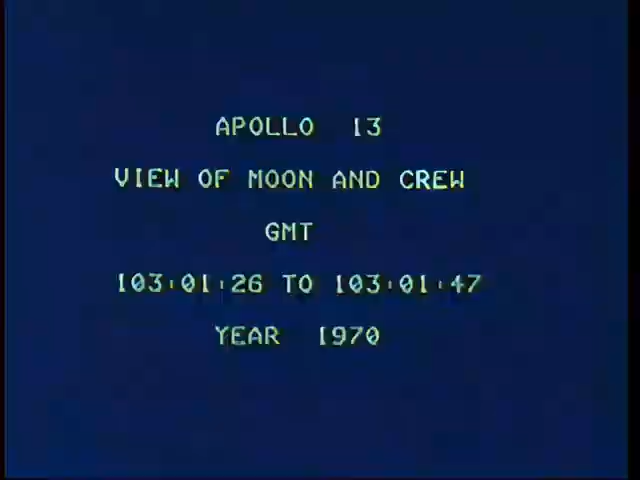 APOLLO 13
VIEW OF MOON AND CREW
GMT
103:01:26 TO 103:01:47
YEAR 1970